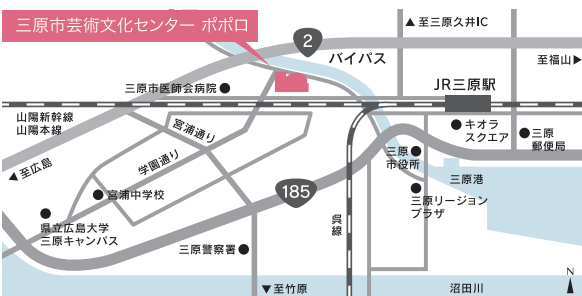 三原市芸術文化センター ポポロ
2
バイパス
▲至三原久井IC
至福山▶
三原市医師会病院
JR三原駅
山陽新幹線
山陽本線
宮浦通り
キオラ
スクエア
三原
郵便局
学園通り
三原
市役所
◀至広島
宮浦中学校
185
三原港
三原リージョン
プラザ
県立広島大学
三原キャンパス
呉線
三原警察署
▼至竹原
沼田川
N